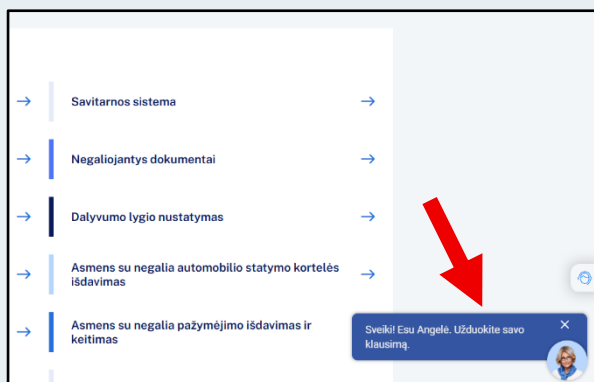 Savitarnos sistema
Negaliojantys dokumentai
Dalyvumo lygio nustatymas
Asmens su negalia automobilio statymo kortelės
išdavimas
Asmens su negalia pažymėjimo išdavimas ir
keitimas
Sveiki! Esu Angelė. Užduokite savo
klausimą.